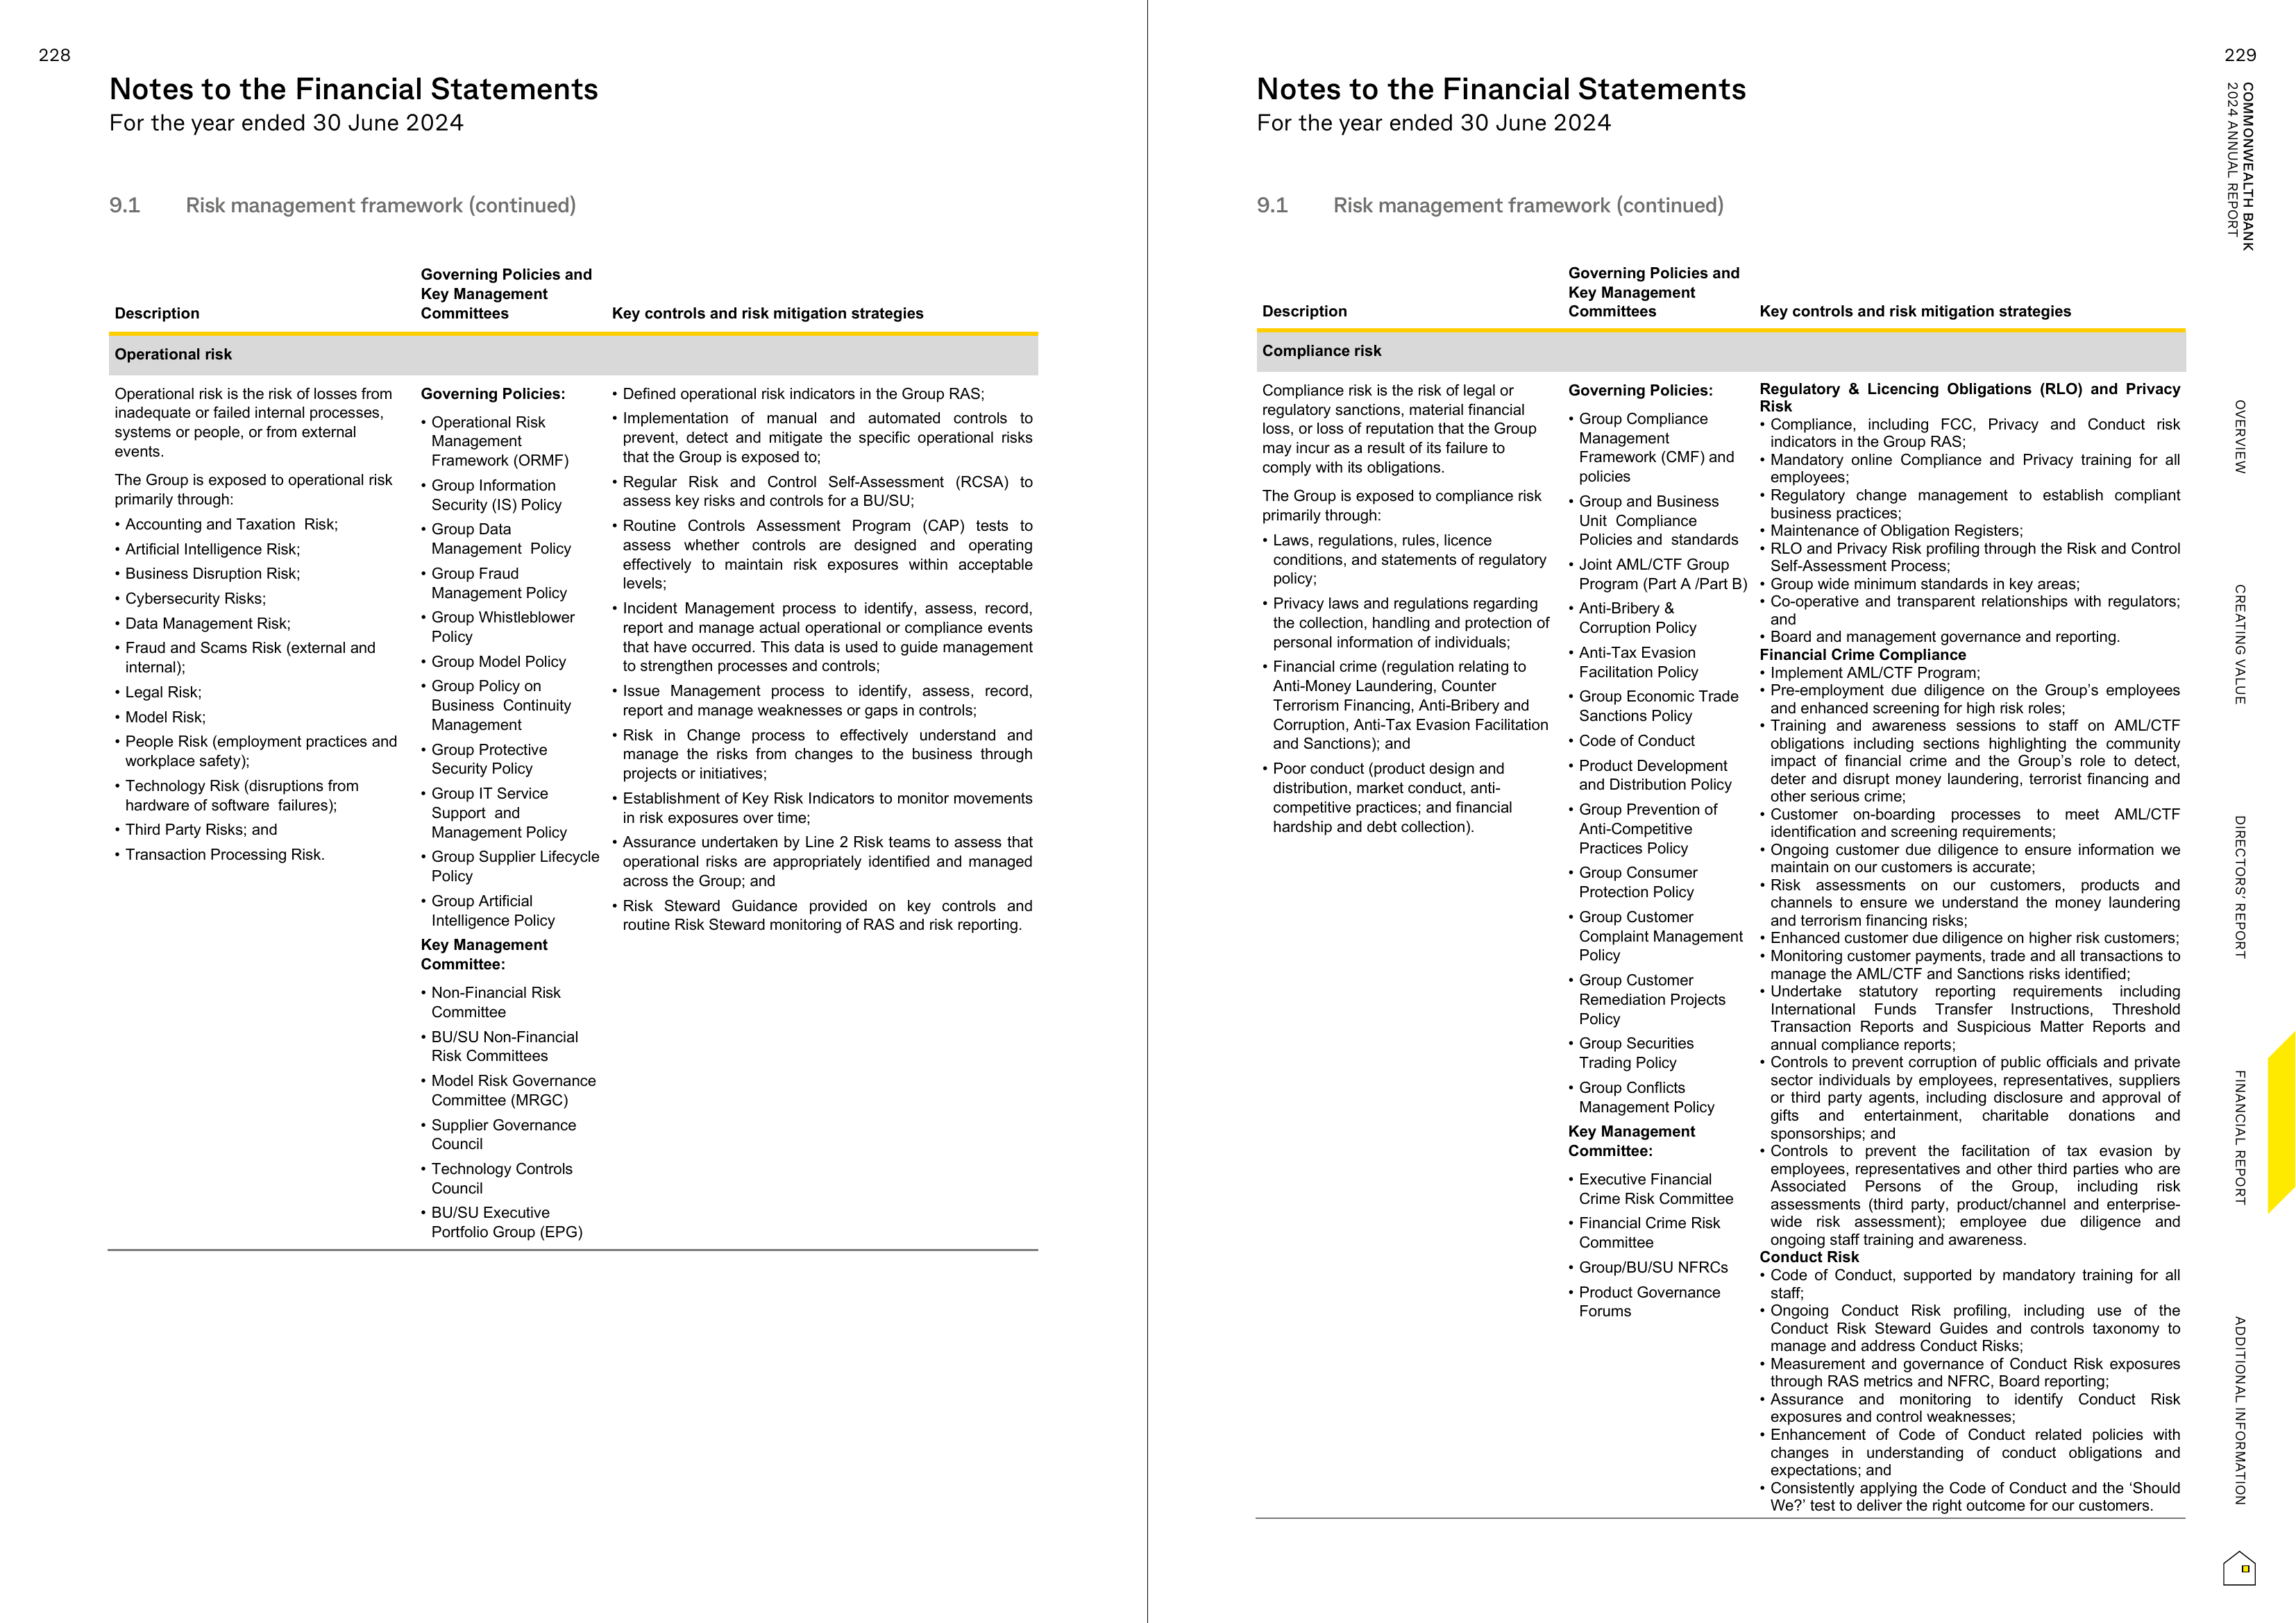 228
Notes to the Financial Statements
For the year ended 30 June 2024
9.1 Risk management framework (continued)
Description
Governing Policies and
Key Management
Committees
Key controls and risk mitigation strategies
Operational risk
Operational risk is the risk of losses from
inadequate or failed internal processes,
systems or people, or from external
events.
The Group is exposed to operational risk
primarily through:
• Accounting and Taxation Risk;
• Artificial Intelligence Risk;
• Business Disruption Risk;
• Cybersecurity Risks;
• Data Management Risk;
• Fraud and Scams Risk (external and
internal);
• Legal Risk;
• Model Risk;
• People Risk (employment practices and
workplace safety);
• Technology Risk (disruptions from
hardware of software failures);
• Third Party Risks; and
• Transaction Processing Risk.
Governing Policies:
• Operational Risk
Management
Framework (ORMF)
• Group Information
Security (IS) Policy
• Group Data
Management Policy
• Group Fraud
Management Policy
• Group Whistleblower
Policy
• Group Model Policy
• Group Policy on
Business Continuity
Management
• Group Protective
Security Policy
• Group IT Service
Support and
Management Policy
• Group Supplier Lifecycle
Policy
• Group Artificial
Intelligence Policy
Key Management
Committee:
• Non-Financial Risk
Committee
• BU/SU Non-Financial
Risk Committees
• Model Risk Governance
Committee (MRGC)
• Supplier Governance
Council
• Technology Controls
Council
• BU/SU Executive
Portfolio Group (EPG)
• Defined operational risk indicators in the Group RAS;
• Implementation of manual and automated controls to
prevent, detect and mitigate the specific operational risks
that the Group is exposed to;
• Regular Risk and Control Self-Assessment (RCSA) to
assess key risks and controls for a BU/SU;
• Routine Controls Assessment Program (CAP) tests to
assess whether controls are designed and operating
effectively to maintain risk exposures within acceptable
levels;
• Incident Management process to identify, assess, record,
report and manage actual operational or compliance events
that have occurred. This data is used to guide management
to strengthen processes and controls;
• Issue Management process to identify, assess, record,
report and manage weaknesses or gaps in controls;
• Risk in Change process to effectively understand and
manage the risks from changes to the business through
projects or initiatives;
• Establishment of Key Risk Indicators to monitor movements
in risk exposures over time;
• Assurance undertaken by Line 2 Risk teams to assess that
operational risks are appropriately identified and managed
across the Group; and
• Risk Steward Guidance provided on key controls and
routine Risk Steward monitoring of RAS and risk reporting.
229
Notes to the Financial Statements
For the year ended 30 June 2024
9.1 Risk management framework (continued)
Description
Governing Policies and
Key Management
Committees
Key controls and risk mitigation strategies
Compliance risk
Compliance risk is the risk of legal or
regulatory sanctions, material financial
loss, or loss of reputation that the Group
may incur as a result of its failure to
comply with its obligations.
The Group is exposed to compliance risk
primarily through:
• Laws, regulations, rules, licence
conditions, and statements of regulatory
policy;
• Privacy laws and regulations regarding
the collection, handling and protection of
personal information of individuals;
• Financial crime (regulation relating to
Anti-Money Laundering, Counter
Terrorism Financing, Anti-Bribery and
Corruption, Anti-Tax Evasion Facilitation
and Sanctions); and
• Poor conduct (product design and
distribution, market conduct, anti-
competitive practices; and financial
hardship and debt collection).
Governing Policies:
• Group Compliance
Management
Framework (CMF) and
policies
• Group and Business
Unit Compliance
Policies and standards
• Joint AML/CTF Group
Program (Part A /Part B)
• Anti-Bribery &
Corruption Policy
• Anti-Tax Evasion
Facilitation Policy
• Group Economic Trade
Sanctions Policy
• Code of Conduct
• Product Development
and Distribution Policy
• Group Prevention of
Anti-Competitive
Practices Policy
• Group Consumer
Protection Policy
• Group Customer
Complaint Management
Policy
• Group Customer
Remediation Projects
Policy
• Group Securities
Trading Policy
• Group Conflicts
Management Policy
Key Management
Committee:
• Executive Financial
Crime Risk Committee
• Financial Crime Risk
Committee
• Group/BU/SU NFRCs
• Product Governance
Forums
Regulatory & Licencing Obligations (RLO) and Privacy
Risk
• Compliance, including FCC, Privacy and Conduct risk
indicators in the Group RAS;
• Mandatory online Compliance and Privacy training for all
employees;
• Regulatory change management to establish compliant
business practices;
• Maintenance of Obligation Registers;
• RLO and Privacy Risk profiling through the Risk and Control
Self-Assessment Process;
• Group wide minimum standards in key areas;
• Co-operative and transparent relationships with regulators;
and
• Board and management governance and reporting.
Financial Crime Compliance
• Implement AML/CTF Program;
• Pre-employment due diligence on the Group’s employees
and enhanced screening for high risk roles;
• Training and awareness sessions to staff on AML/CTF
obligations including sections highlighting the community
impact of financial crime and the Group’s role to detect,
deter and disrupt money laundering, terrorist financing and
other serious crime;
• Customer on-boarding processes to meet AML/CTF
identification and screening requirements;
• Ongoing customer due diligence to ensure information we
maintain on our customers is accurate;
• Risk assessments on our customers, products and
channels to ensure we understand the money laundering
and terrorism financing risks;
• Enhanced customer due diligence on higher risk customers;
• Monitoring customer payments, trade and all transactions to
manage the AML/CTF and Sanctions risks identified;
• Undertake statutory reporting requirements including
International Funds Transfer Instructions, Threshold
Transaction Reports and Suspicious Matter Reports and
annual compliance reports;
• Controls to prevent corruption of public officials and private
sector individuals by employees, representatives, suppliers
or third party agents, including disclosure and approval of
gifts and entertainment, charitable donations and
sponsorships; and
• Controls to prevent the facilitation of tax evasion by
employees, representatives and other third parties who are
Associated Persons of the Group, including risk
assessments (third party, product/channel and enterprise-
wide risk assessment); employee due diligence and
ongoing staff training and awareness.
Conduct Risk
• Code of Conduct, supported by mandatory training for all
staff;
• Ongoing Conduct Risk profiling, including use of the
Conduct Risk Steward Guides and controls taxonomy to
manage and address Conduct Risks;
• Measurement and governance of Conduct Risk exposures
through RAS metrics and NFRC, Board reporting;
• Assurance and monitoring to identify Conduct Risk
exposures and control weaknesses;
• Enhancement of Code of Conduct related policies with
changes in understanding of conduct obligations and
expectations; and
• Consistently applying the Code of Conduct and the ‘Should
We?’ test to deliver the right outcome for our customers.
COMMONWEALTH BANK
2024 ANNUAL REPORT
OVERVIEW
CREATING VALUE
DIRECTORS’ REPORT
FINANCIAL REPORT
ADDITIONAL INFORMATION